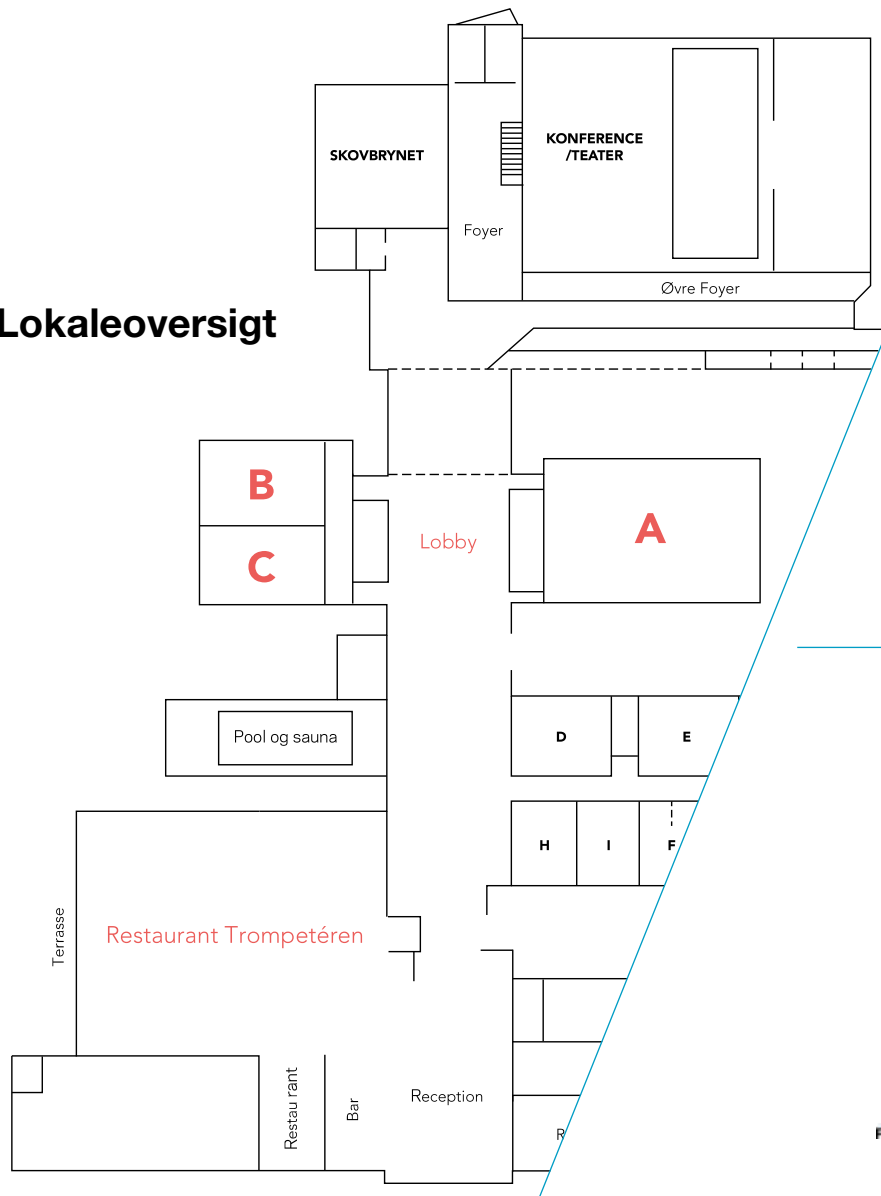 SKOVBRYNET
KONFERENCE
/TEATER
Foyer
Øvre Foyer
Lokaleoversigt
B
C
Lobby
A
Pool og sauna
D
E
H
I
F
Terrasse
Restaurant Trompetéren
Restau rant
Bar
Reception